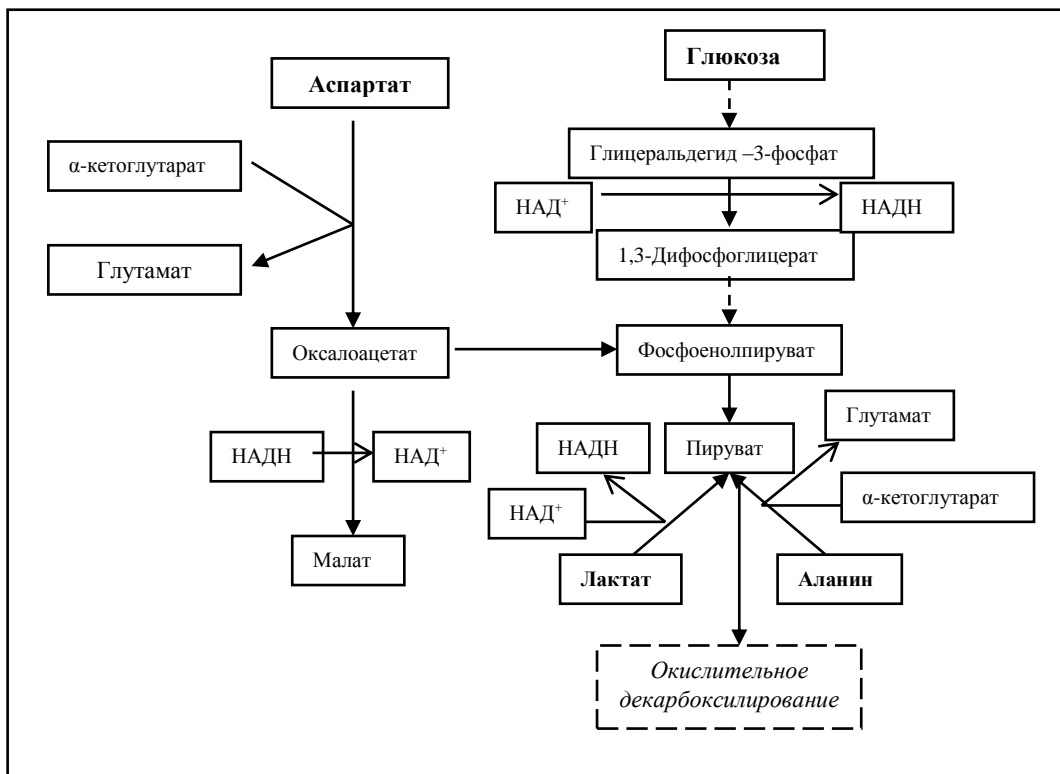 Глюкоза
Аспартат
α-кетоглутарат
Глицеральдегид –3-фосфат
НАД⁺
НАДН
Глутамат
1,3-Дифосфоглицерат
Оксалоацетат
Фосфоенолпируват
Глутамат
НАДН
НАД⁺
НАДН
Пируват
НАД⁺
α-кетоглутарат
Малат
Лактат
Аланин
Окислительное
декарбоксилирование